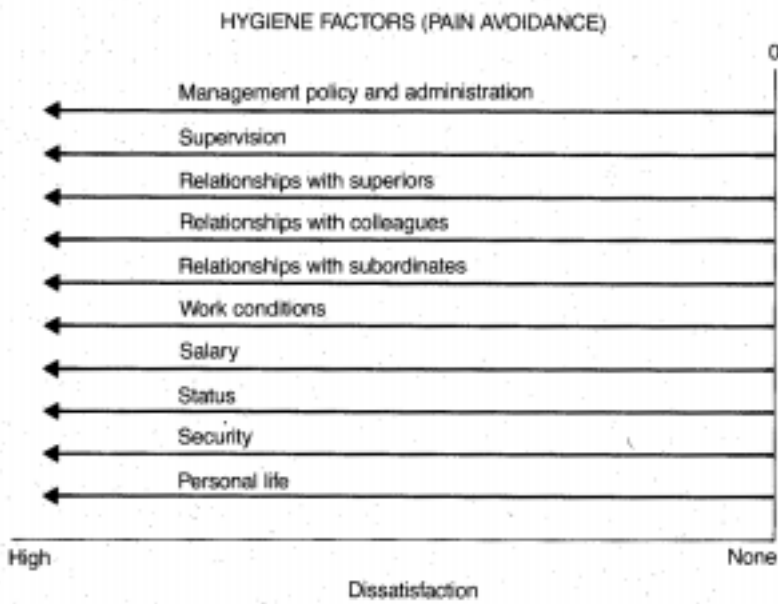 HYGIENE FACTORS (PAIN AVOIDANCE)
0
Management policy and administration
Supervision
Relationships with superiors
Relationships with colleagues
Relationships with subordinates
Work conditions
Salary
Status
Security
Personal life
High
None
Dissatisfaction